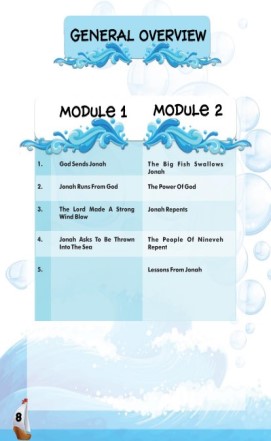 GENERAL OVERVIEW
MODULE 1 MODULE 2
1. God Sends Jonah The Big Fish Swallows
Jonah
2. Jonah Runs From God The Power Of God
3. The Lord Made A Strong Jonah Repents
Wind Blow
4. Jonah Asks To Be Thrown The People Of Nineveh
Into The Sea Repent
5. Lessons From Jonah
8